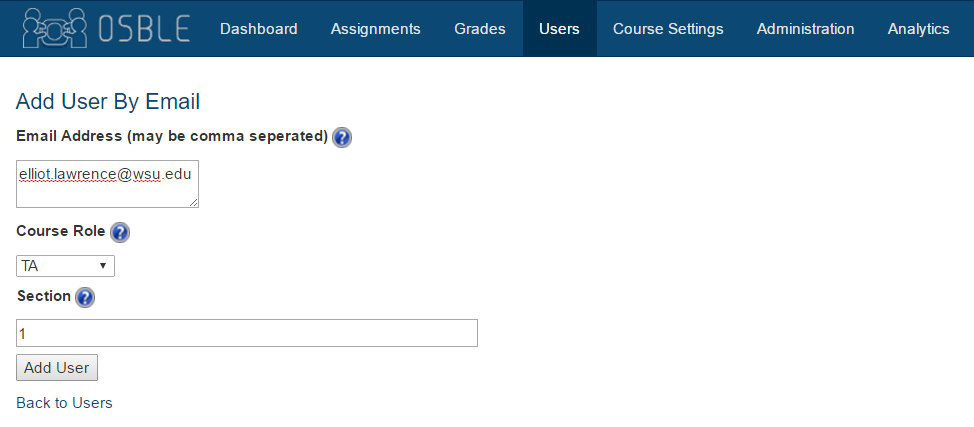 OSBLE Dashboard Assignments Grades Users Course Settings Administration Analytics
Add User By Email
Email Address (may be comma seperated) ?
elliot.lawrence@wsu.edu
Course Role ?
TA
Section ?
1
Add User
Back to Users